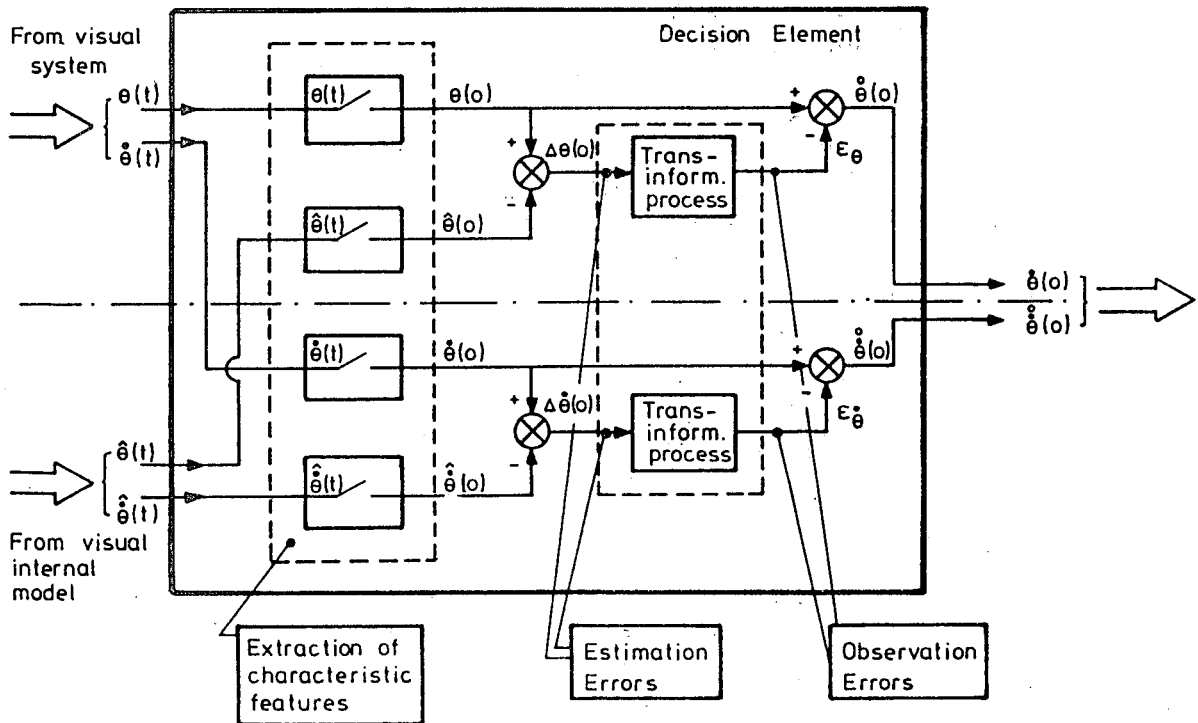 From visual
system
Decision Element
θ(t)
θ̇(t)
θ(t)
θ(o)
+
θ̊(o)
-
ε_θ
+
Δθ(o)
-
Trans-
inform.
process
θ̂(t)
θ̂(o)
θ̊(o)
θ̇̊(o)
θ̇(t)
θ̇(o)
+
θ̇̊(o)
-
ε_θ̇
+
Δθ̇(o)
-
Trans-
inform.
process
θ̂(t)
θ̇̂(t)
θ̇̂(t)
θ̇̂(o)
From visual
internal
model
Extraction of
characteristic
features
Estimation
Errors
Observation
Errors